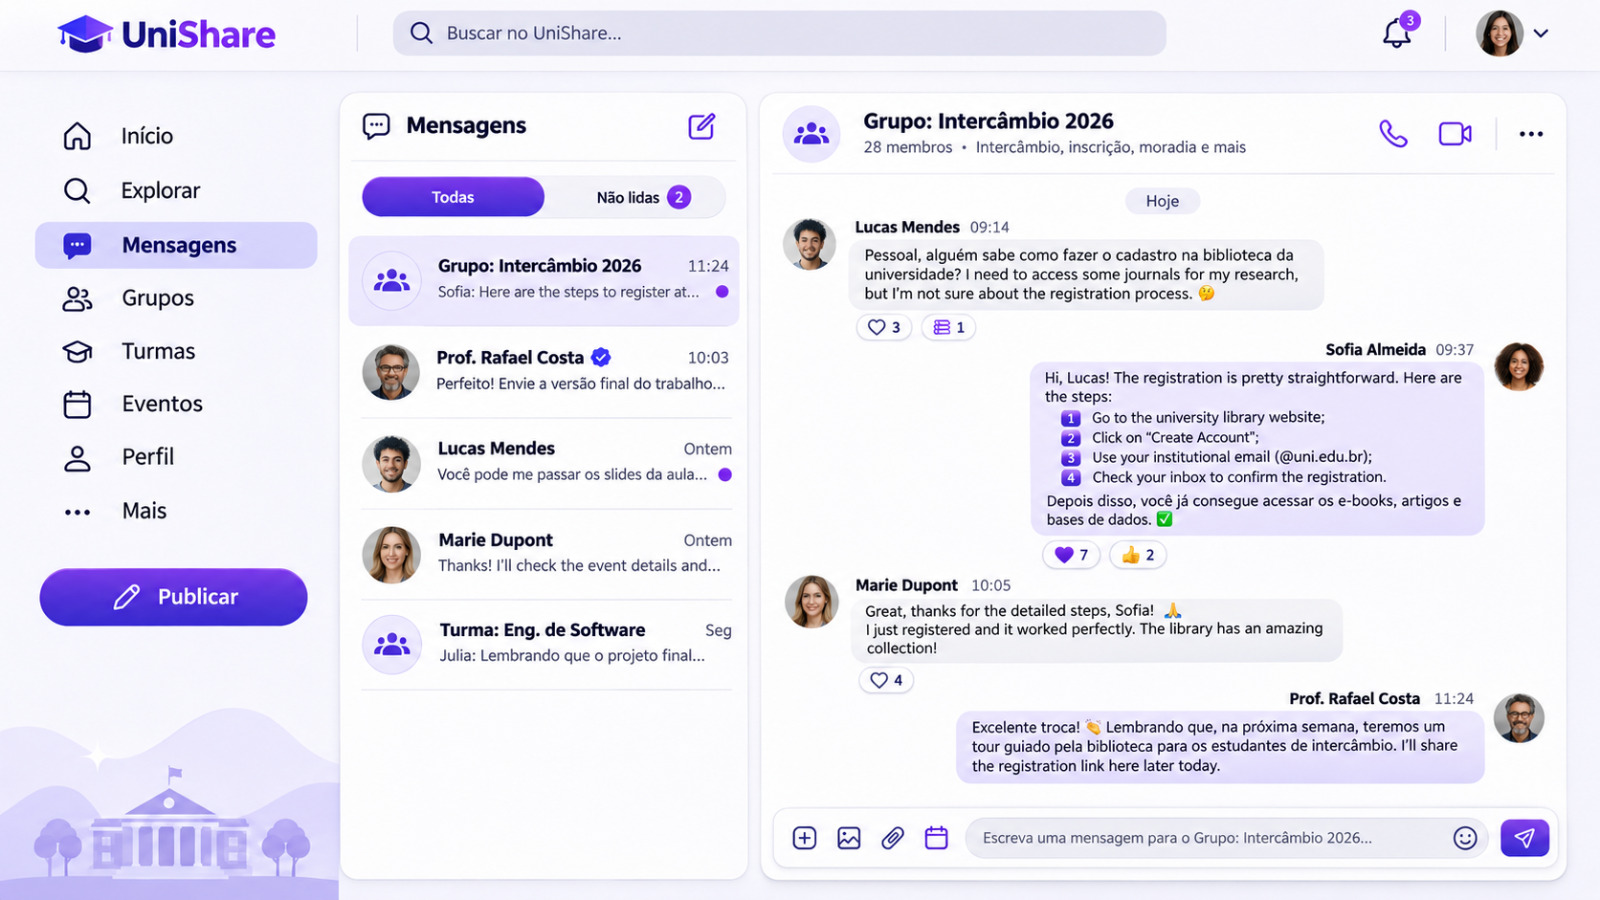 UniShare
Buscar no UniShare...
3
Início
Explorar
Mensagens
Grupos
Turmas
Eventos
Perfil
Mais
Publicar
Mensagens
Todas
Não lidas 2
Grupo: Intercâmbio 2026 11:24
Sofia: Here are the steps to register at...
Prof. Rafael Costa 10:03
Perfeito! Envie a versão final do trabalho...
Lucas Mendes Ontem
Você pode me passar os slides da aula...
Marie Dupont Ontem
Thanks! I'll check the event details and...
Turma: Eng. de Software Seg
Julia: Lembrando que o projeto final...
Grupo: Intercâmbio 2026
28 membros • Intercâmbio, inscrição, moradia e mais
Hoje
Lucas Mendes 09:14
Pessoal, alguém sabe como fazer o cadastro na biblioteca da
universidade? I need to access some journals for my research,
but I'm not sure about the registration process. 🤔
3 1
Sofia Almeida 09:37
Hi, Lucas! The registration is pretty straightforward. Here are
the steps:
1 Go to the university library website;
2 Click on “Create Account”;
3 Use your institutional email (@uni.edu.br);
4 Check your inbox to confirm the registration.
Depois disso, você já consegue acessar os e-books, artigos e
bases de dados. ✅
💜 7 👍 2
Marie Dupont 10:05
Great, thanks for the detailed steps, Sofia! 🙏
I just registered and it worked perfectly. The library has an amazing
collection!
4
Prof. Rafael Costa 11:24
Excelente troca! 👏 Lembrando que, na próxima semana, teremos um
tour guiado pela biblioteca para os estudantes de intercâmbio. I'll share
the registration link here later today.
Escreva uma mensagem para o Grupo: Intercâmbio 2026...